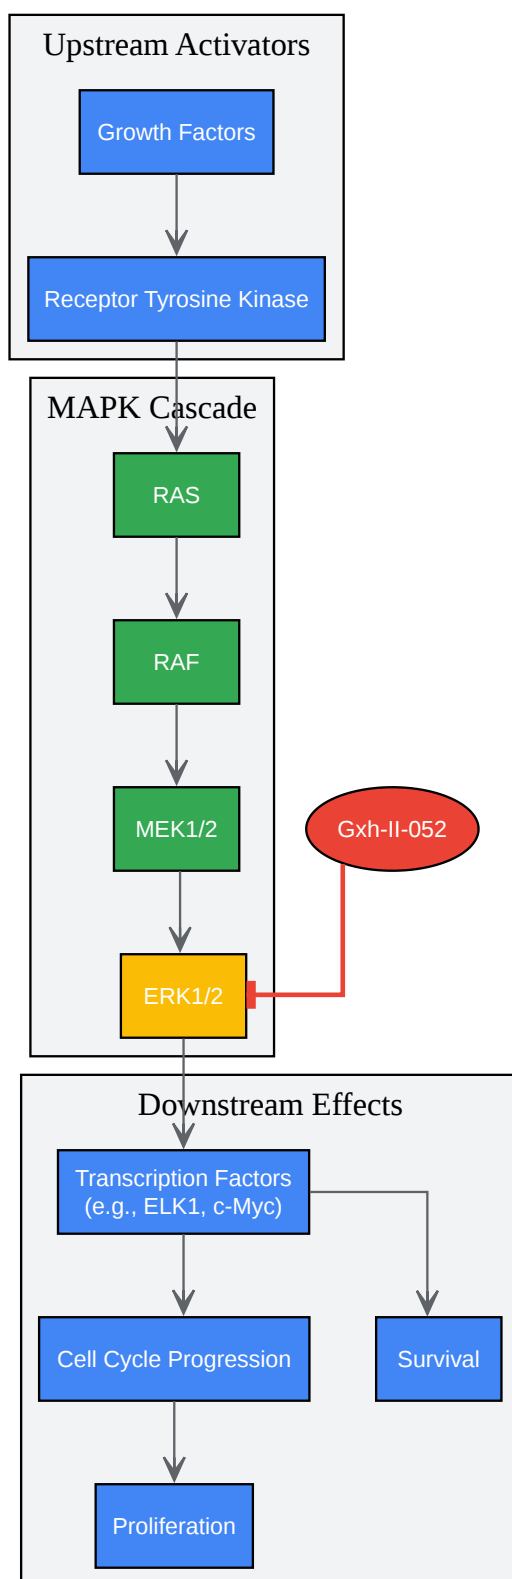 Upstream Activators
Growth Factors
Receptor Tyrosine Kinase
MAPK Cascade
RAS
RAF
MEK1/2
Gxh-II-052
ERK1/2
Downstream Effects
Transcription Factors
(e.g., ELK1, c-Myc)
Cell Cycle Progression
Survival
Proliferation